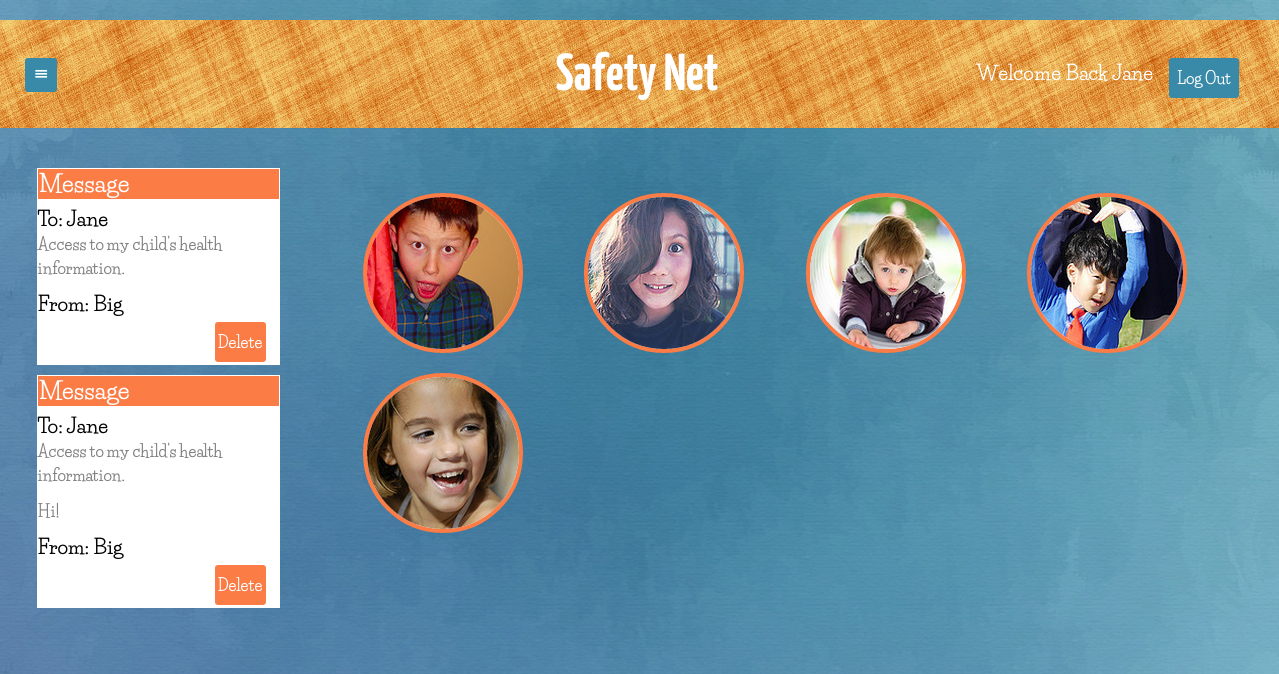 Safety Net
Welcome Back Jane
Log Out
Message
To: Jane
Access to my child's health
information.
From: Big
Delete
Message
To: Jane
Access to my child's health
information.
Hi!
From: Big
Delete